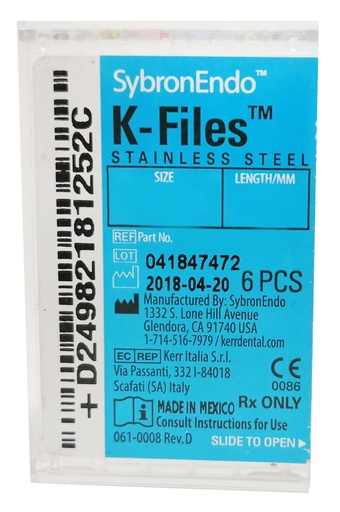 SybronEndo™
K-Files™
STAINLESS STEEL
SIZE LENGTH/MM
REF Part No.
LOT 041847472
2018-04-20 6 PCS
Manufactured By: SybronEndo
1332 S. Lone Hill Avenue
Glendora, CA 91740 USA
1-714-516-7979 / kerrdental.com
EC REP Kerr Italia S.r.l.
Via Passanti, 332 I-84018
Scafati (SA) Italy
CE
0086
MADE IN MEXICO Rx ONLY
Consult Instructions for Use
061-0008 Rev.D SLIDE TO OPEN
+D24982181252C